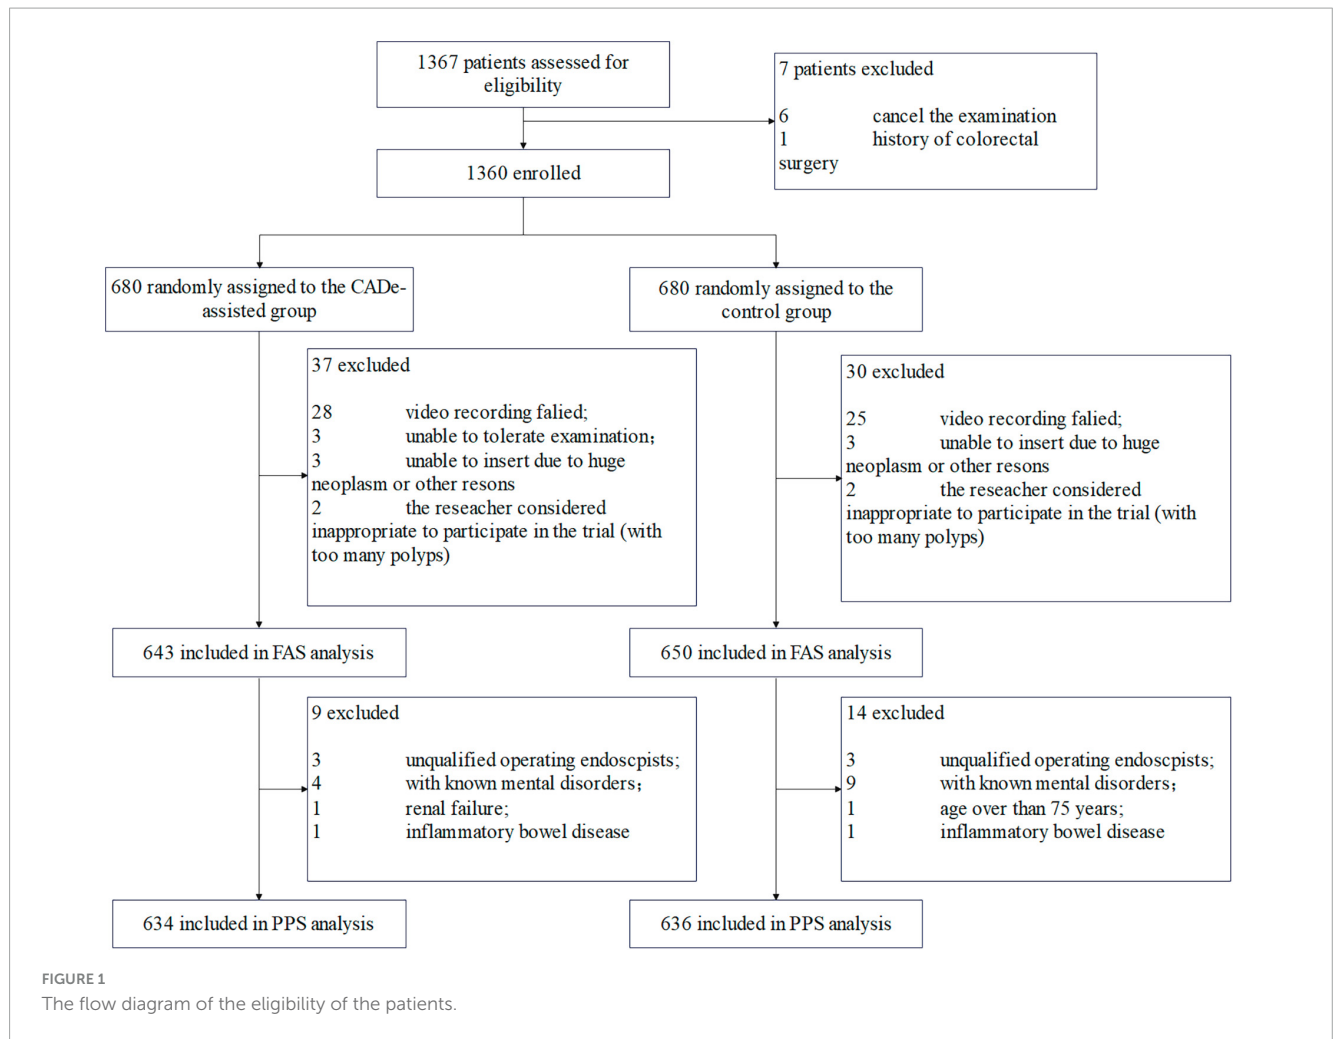 1367 patients assessed for
eligibility
7 patients excluded
6 cancel the examination
1 history of colorectal
surgery
1360 enrolled
680 randomly assigned to the CADe-
assisted group
680 randomly assigned to the
control group
37 excluded
28 video recording falied;
3 unable to tolerate examination;
3 unable to insert due to huge
neoplasm or other resons
2 the reseacher considered
inappropriate to participate in the trial (with
too many polyps)
30 excluded
25 video recording falied;
3 unable to insert due to huge
neoplasm or other resons
2 the reseacher considered
inappropriate to participate in the trial (with
too many polyps)
643 included in FAS analysis
650 included in FAS analysis
9 excluded
3 unqualified operating endoscpists;
4 with known mental disorders;
1 renal failure;
1 inflammatory bowel disease
14 excluded
3 unqualified operating endoscpists;
9 with known mental disorders;
1 age over than 75 years;
1 inflammatory bowel disease
634 included in PPS analysis
636 included in PPS analysis
FIGURE 1
The flow diagram of the eligibility of the patients.